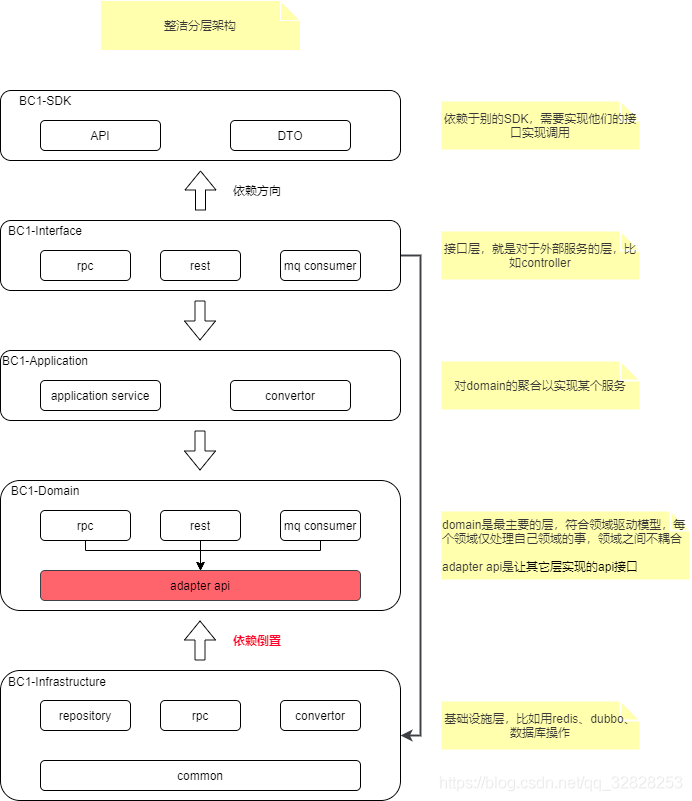 整洁分层架构
BC1-SDK
API
DTO
依赖于别的SDK，需要实现他们的接
口实现调用
依赖方向
BC1-Interface
rpc
rest
mq consumer
接口层，就是对于外部服务的层，比
如controller
BC1-Application
application service
convertor
对domain的聚合以实现某个服务
BC1-Domain
rpc
rest
mq consumer
adapter api
domain是最主要的层，符合领域驱动模型，每
个领域仅处理自己领域的事，领域之间不耦合
adapter api是让其它层实现的api接口
依赖倒置
BC1-Infrastructure
repository
rpc
convertor
common
基础设施层，比如用redis、dubbo、
数据库操作
https://blog.csdn.net/qq_32828253